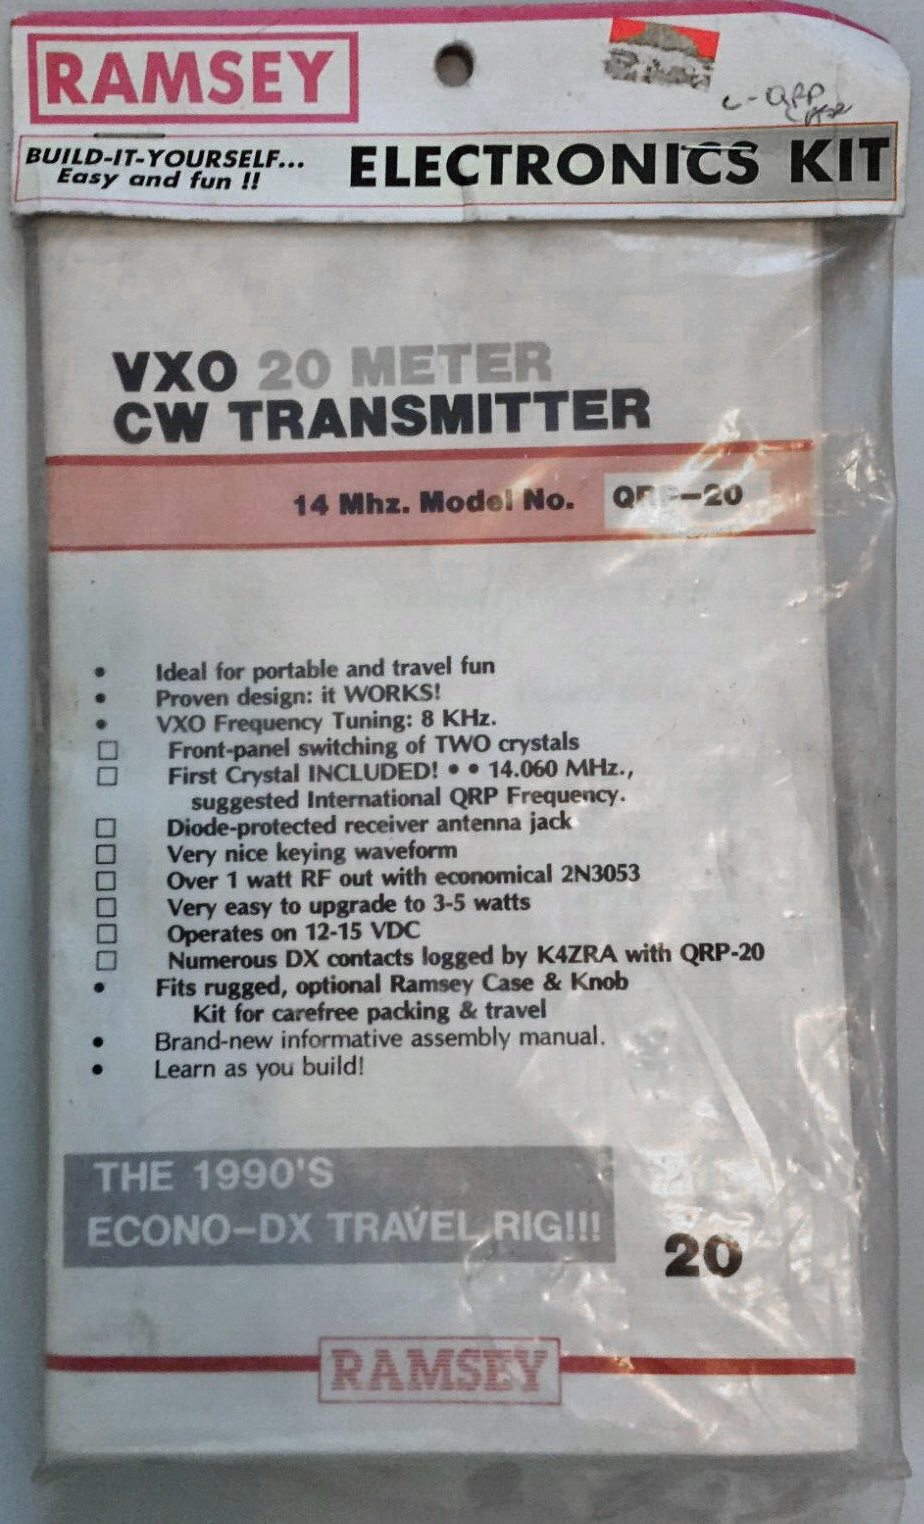 RAMSEY
C-QRP
BUILD-IT-YOURSELF...
Easy and fun !!
ELECTRONICS KIT
VXO 20 METER
CW TRANSMITTER
14 Mhz. Model No. QRP-20
• Ideal for portable and travel fun
• Proven design: it WORKS!
• VXO Frequency Tuning: 8 KHz.
□ Front-panel switching of TWO crystals
□ First Crystal INCLUDED! • • 14.060 MHz.,
suggested International QRP Frequency.
□ Diode-protected receiver antenna jack
□ Very nice keying waveform
□ Over 1 watt RF out with economical 2N3053
□ Very easy to upgrade to 3-5 watts
□ Operates on 12-15 VDC
□ Numerous DX contacts logged by K4ZRA with QRP-20
• Fits rugged, optional Ramsey Case & Knob
Kit for carefree packing & travel
• Brand-new informative assembly manual.
• Learn as you build!
THE 1990'S
ECONO-DX TRAVEL RIG!!!
20
RAMSEY